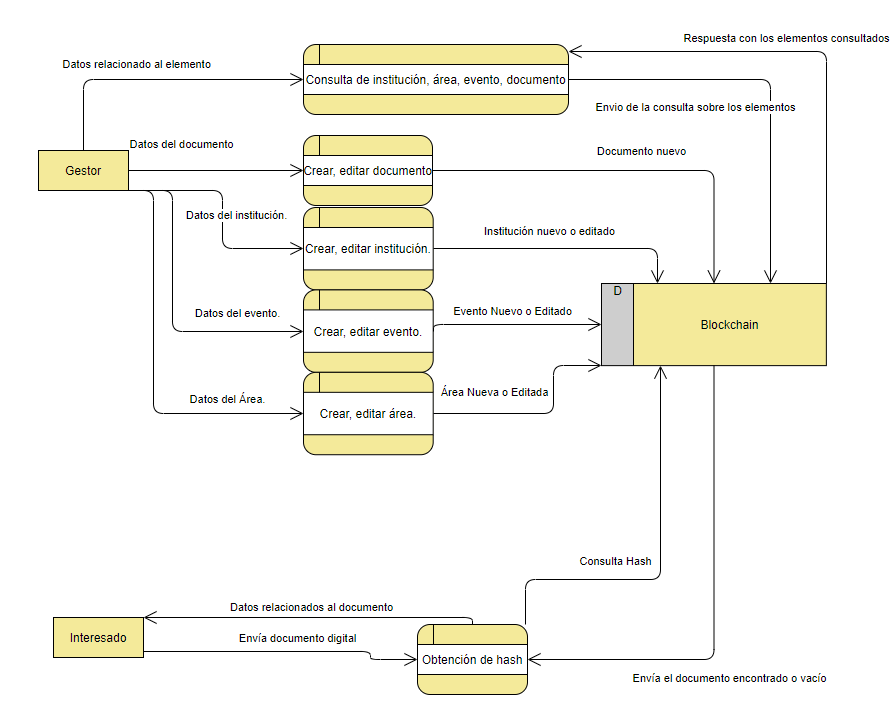 Respuesta con los elementos consultados
Datos relacionado al elemento
Consulta de institución, área, evento, documento
Envio de la consulta sobre los elementos
Datos del documento
Documento nuevo
Gestor
Crear, editar documento
Datos del institución.
Institución nuevo o editado
Crear, editar institución.
D
Datos del evento.
Evento Nuevo o Editado
Blockchain
Crear, editar evento.
Datos del Área.
Área Nueva o Editada
Crear, editar área.
Consulta Hash
Datos relacionados al documento
Interesado
Envía documento digital
Obtención de hash
Envía el documento encontrado o vacío